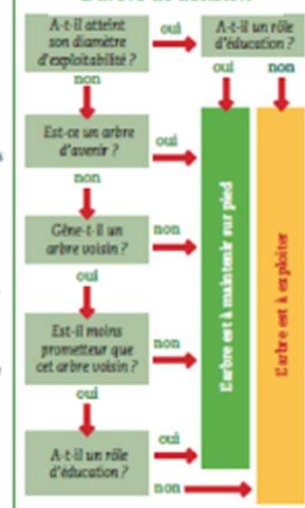 A-t-il atteint
son diamètre
d'exploitabilité ?
oui
A-t-il un rôle
d'éducation ?
non
oui
non
Est-ce un arbre
d'avenir ?
oui
non
Gêne-t-il un
arbre voisin ?
non
oui
Est-il moins
prometteur que
cet arbre voisin ?
non
oui
A-t-il un rôle
d'éducation ?
oui
non
L'arbre est à maintenir sur pied
L'arbre est à exploiter